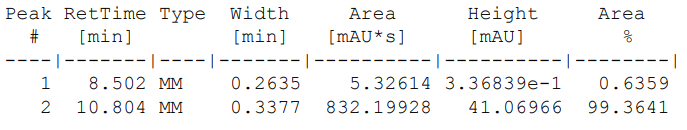 Peak RetTime Type  Width     Area      Height     Area
  #   [min]        [min]   [mAU*s]     [mAU]        %
----|-------|----|-------|----------|----------|--------|
   1   8.502 MM    0.2635    5.32614 3.36839e-1   0.6359
   2  10.804 MM    0.3377  832.19928   41.06966  99.3641